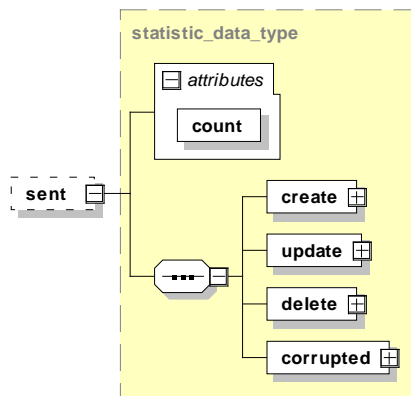 statistic_data_type
attributes
count
sent
create
update
delete
corrupted